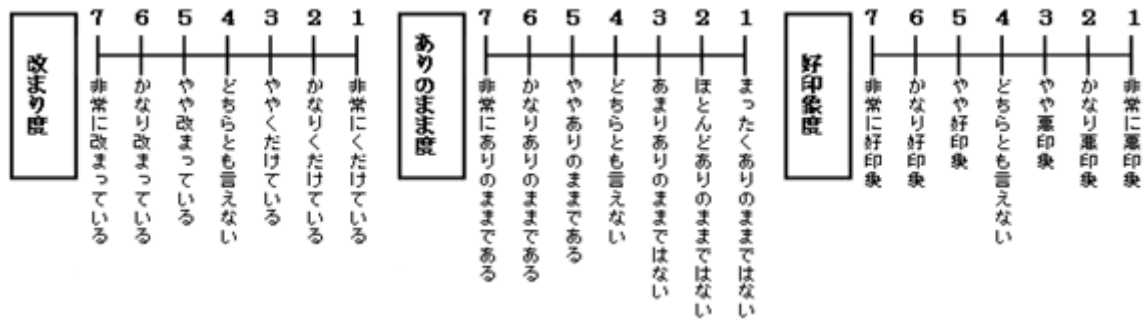 改まり度
7 6 5 4 3 2 1
非常に改まっている
かなり改まっている
やや改まっている
どちらとも言えない
ややくだけている
かなりくだけている
非常にくだけている
ありのまま度
7 6 5 4 3 2 1
非常にありのままである
かなりありのままである
ややありのままである
どちらとも言えない
あまりありのままではない
ほとんどありのままではない
まったくありのままではない
好印象度
7 6 5 4 3 2 1
非常に好印象
かなり好印象
やや好印象
どちらとも言えない
やや悪印象
かなり悪印象
非常に悪印象